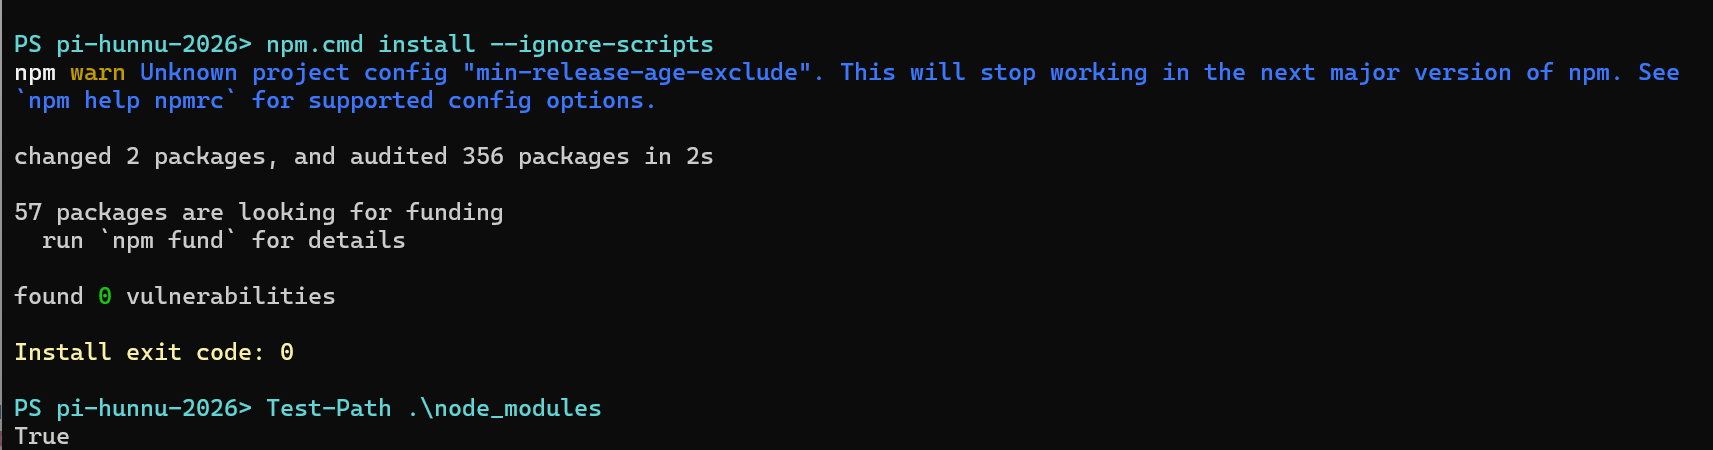 PS pi-hunnu-2026> npm.cmd install --ignore-scripts
npm warn Unknown project config "min-release-age-exclude". This will stop working in the next major version of npm. See
`npm help npmrc` for supported config options.
changed 2 packages, and audited 356 packages in 2s
57 packages are looking for funding
  run `npm fund` for details
found 0 vulnerabilities
Install exit code: 0
PS pi-hunnu-2026> Test-Path .\node_modules
True